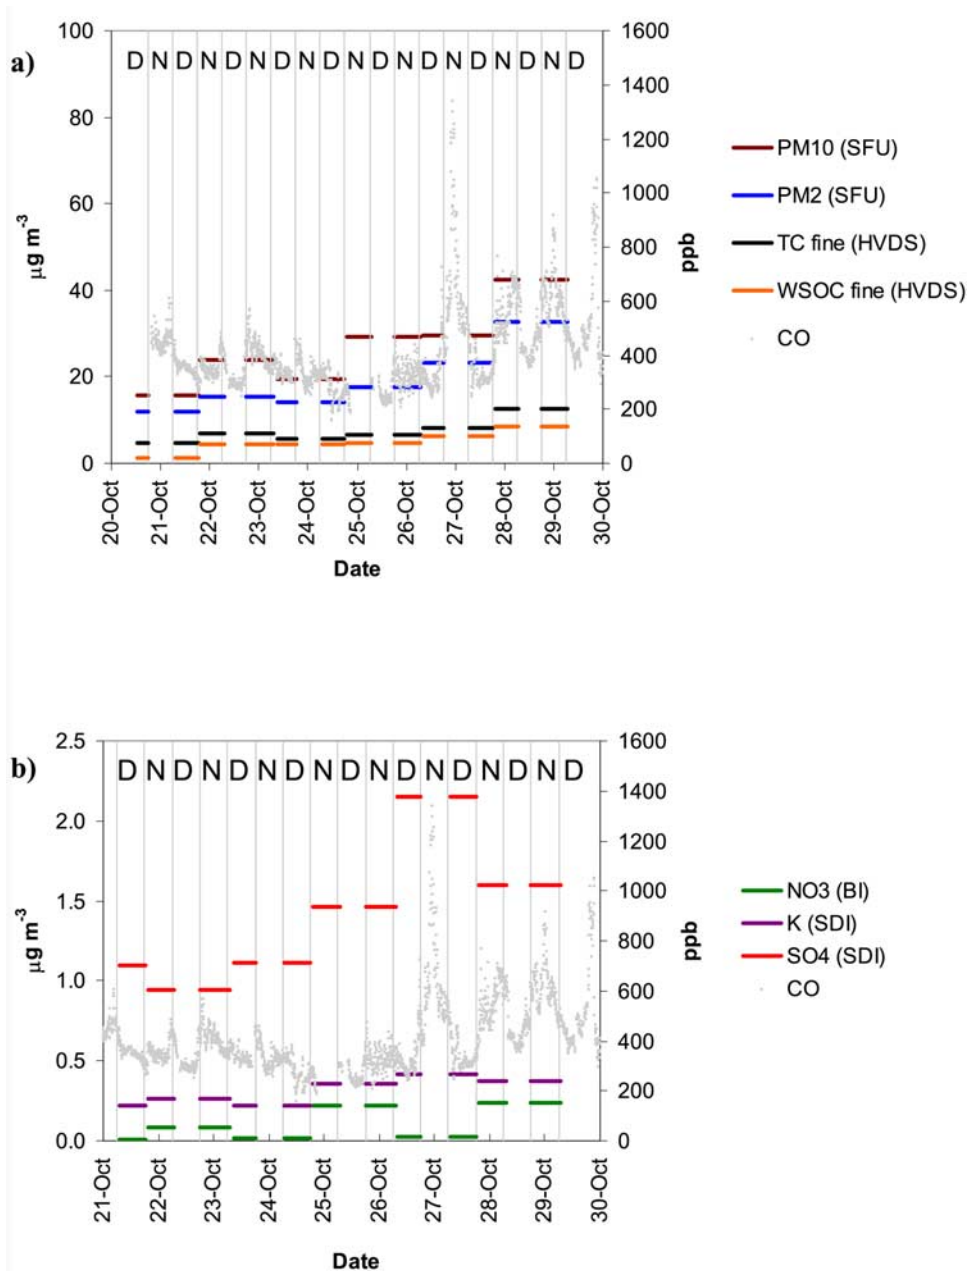 a)
100
80
60
40
20
0
µg m-3
D N D N D N D N D N D N D N D N D
1600
1400
1200
1000
800
600
400
200
0
ppb
20-Oct
21-Oct
22-Oct
23-Oct
24-Oct
25-Oct
26-Oct
27-Oct
28-Oct
29-Oct
30-Oct
Date
PM10 (SFU)
PM2 (SFU)
TC fine (HVDS)
WSOC fine (HVDS)
CO
b)
2.5
2.0
1.5
1.0
0.5
0.0
µg m-3
D N D N D N D N D N D N D N D N D
1600
1400
1200
1000
800
600
400
200
0
ppb
21-Oct
22-Oct
23-Oct
24-Oct
25-Oct
26-Oct
27-Oct
28-Oct
29-Oct
30-Oct
Date
NO3 (BI)
K (SDI)
SO4 (SDI)
CO